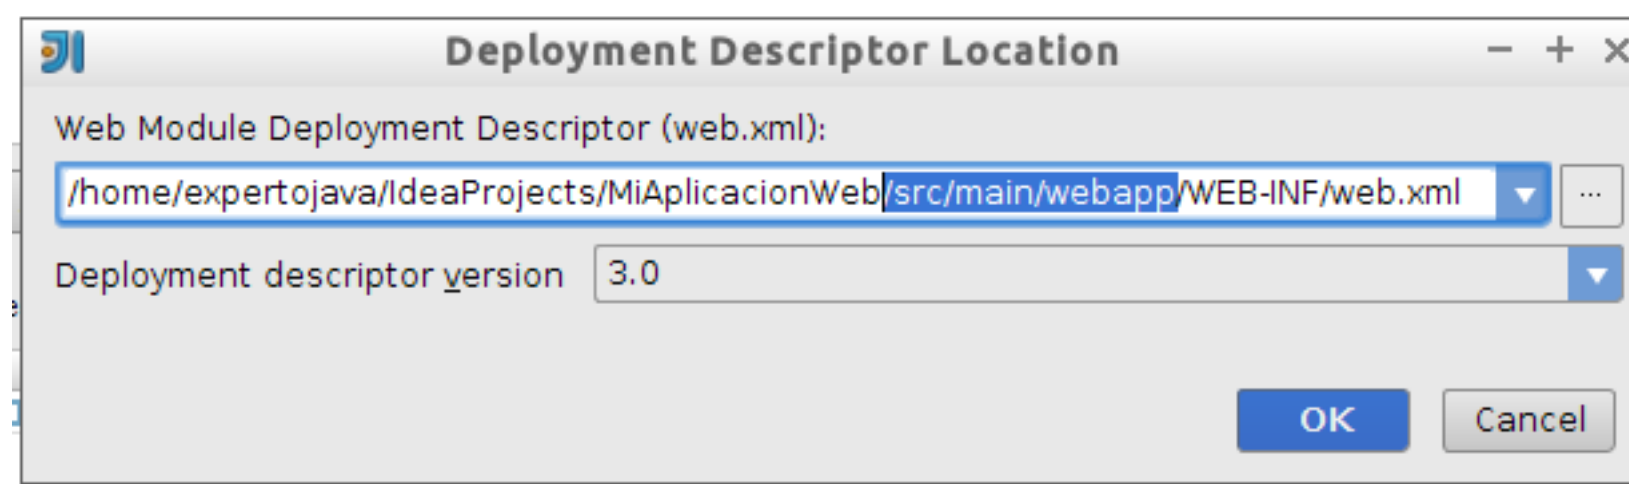 Deployment Descriptor Location
Web Module Deployment Descriptor (web.xml):
/home/expertojava/IdeaProjects/MiAplicacionWeb/src/main/webapp/WEB-INF/web.xml ...
Deployment descriptor version 3.0
OK Cancel